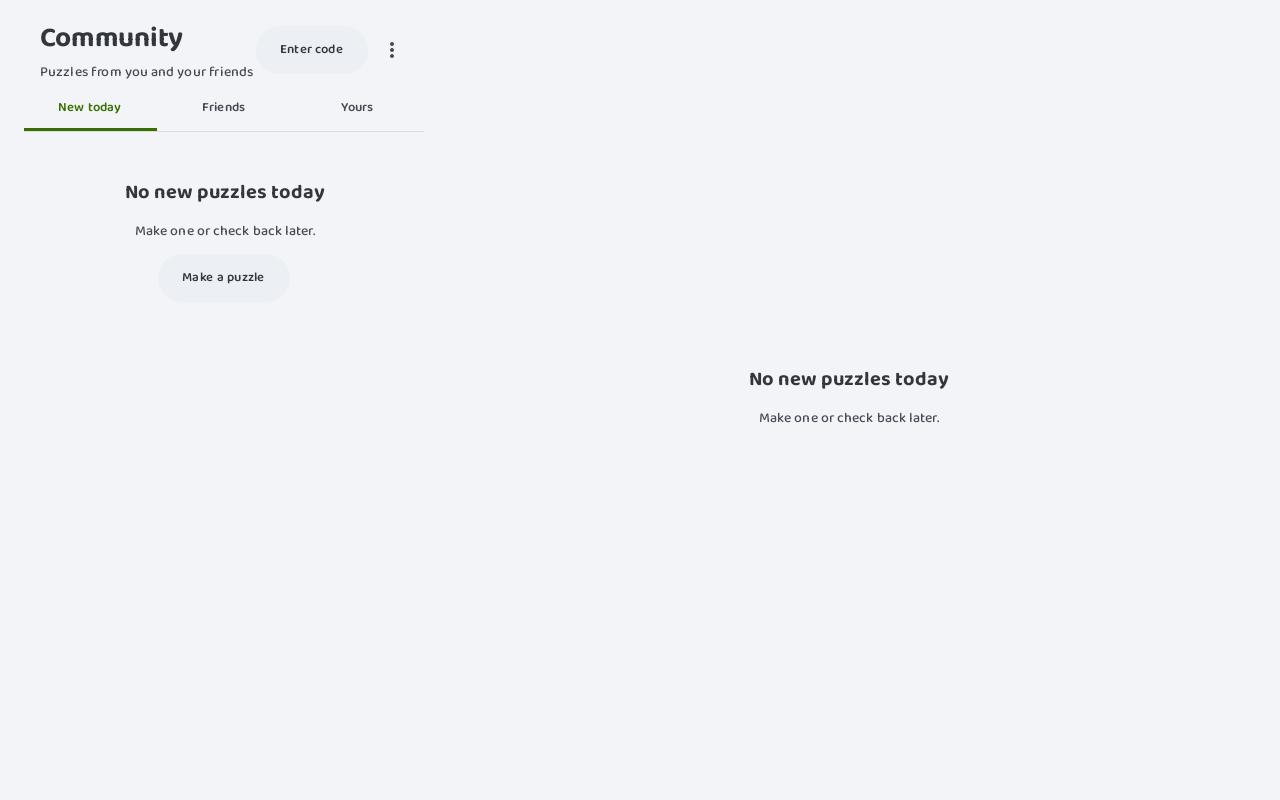 Community
Enter code
Puzzles from you and your friends
New today
Friends
Yours
No new puzzles today
Make one or check back later.
Make a puzzle
No new puzzles today
Make one or check back later.